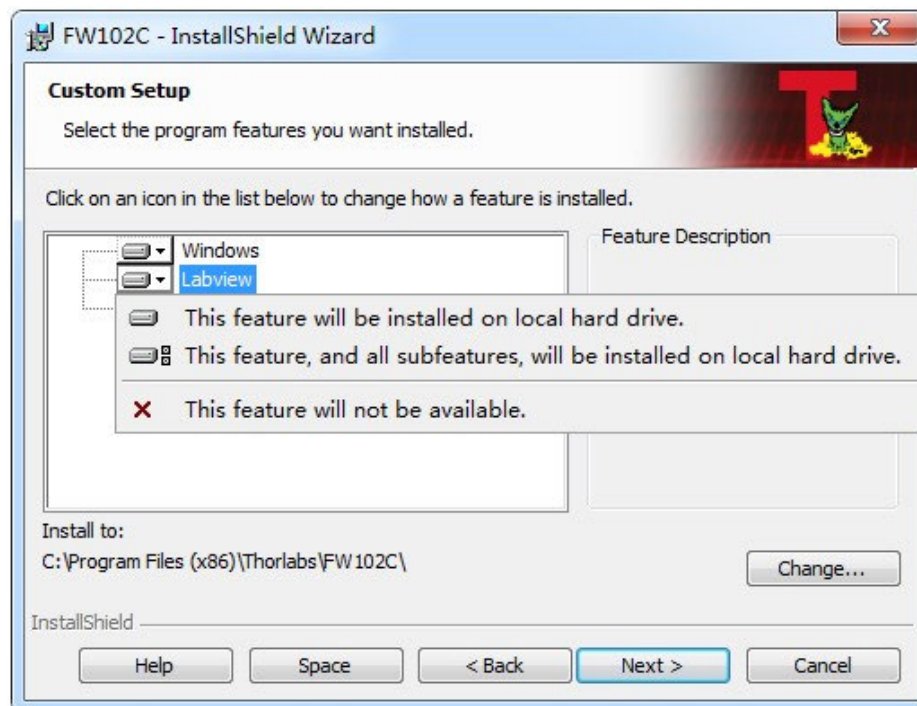 FW102C - InstallShield Wizard
Custom Setup
Select the program features you want installed.
Click on an icon in the list below to change how a feature is installed.
Windows
Labview
Feature Description
This feature will be installed on local hard drive.
This feature, and all subfeatures, will be installed on local hard drive.
This feature will not be available.
Install to:
C:\Program Files (x86)\Thorlabs\FW102C\
Change...
InstallShield
Help
Space
< Back
Next >
Cancel